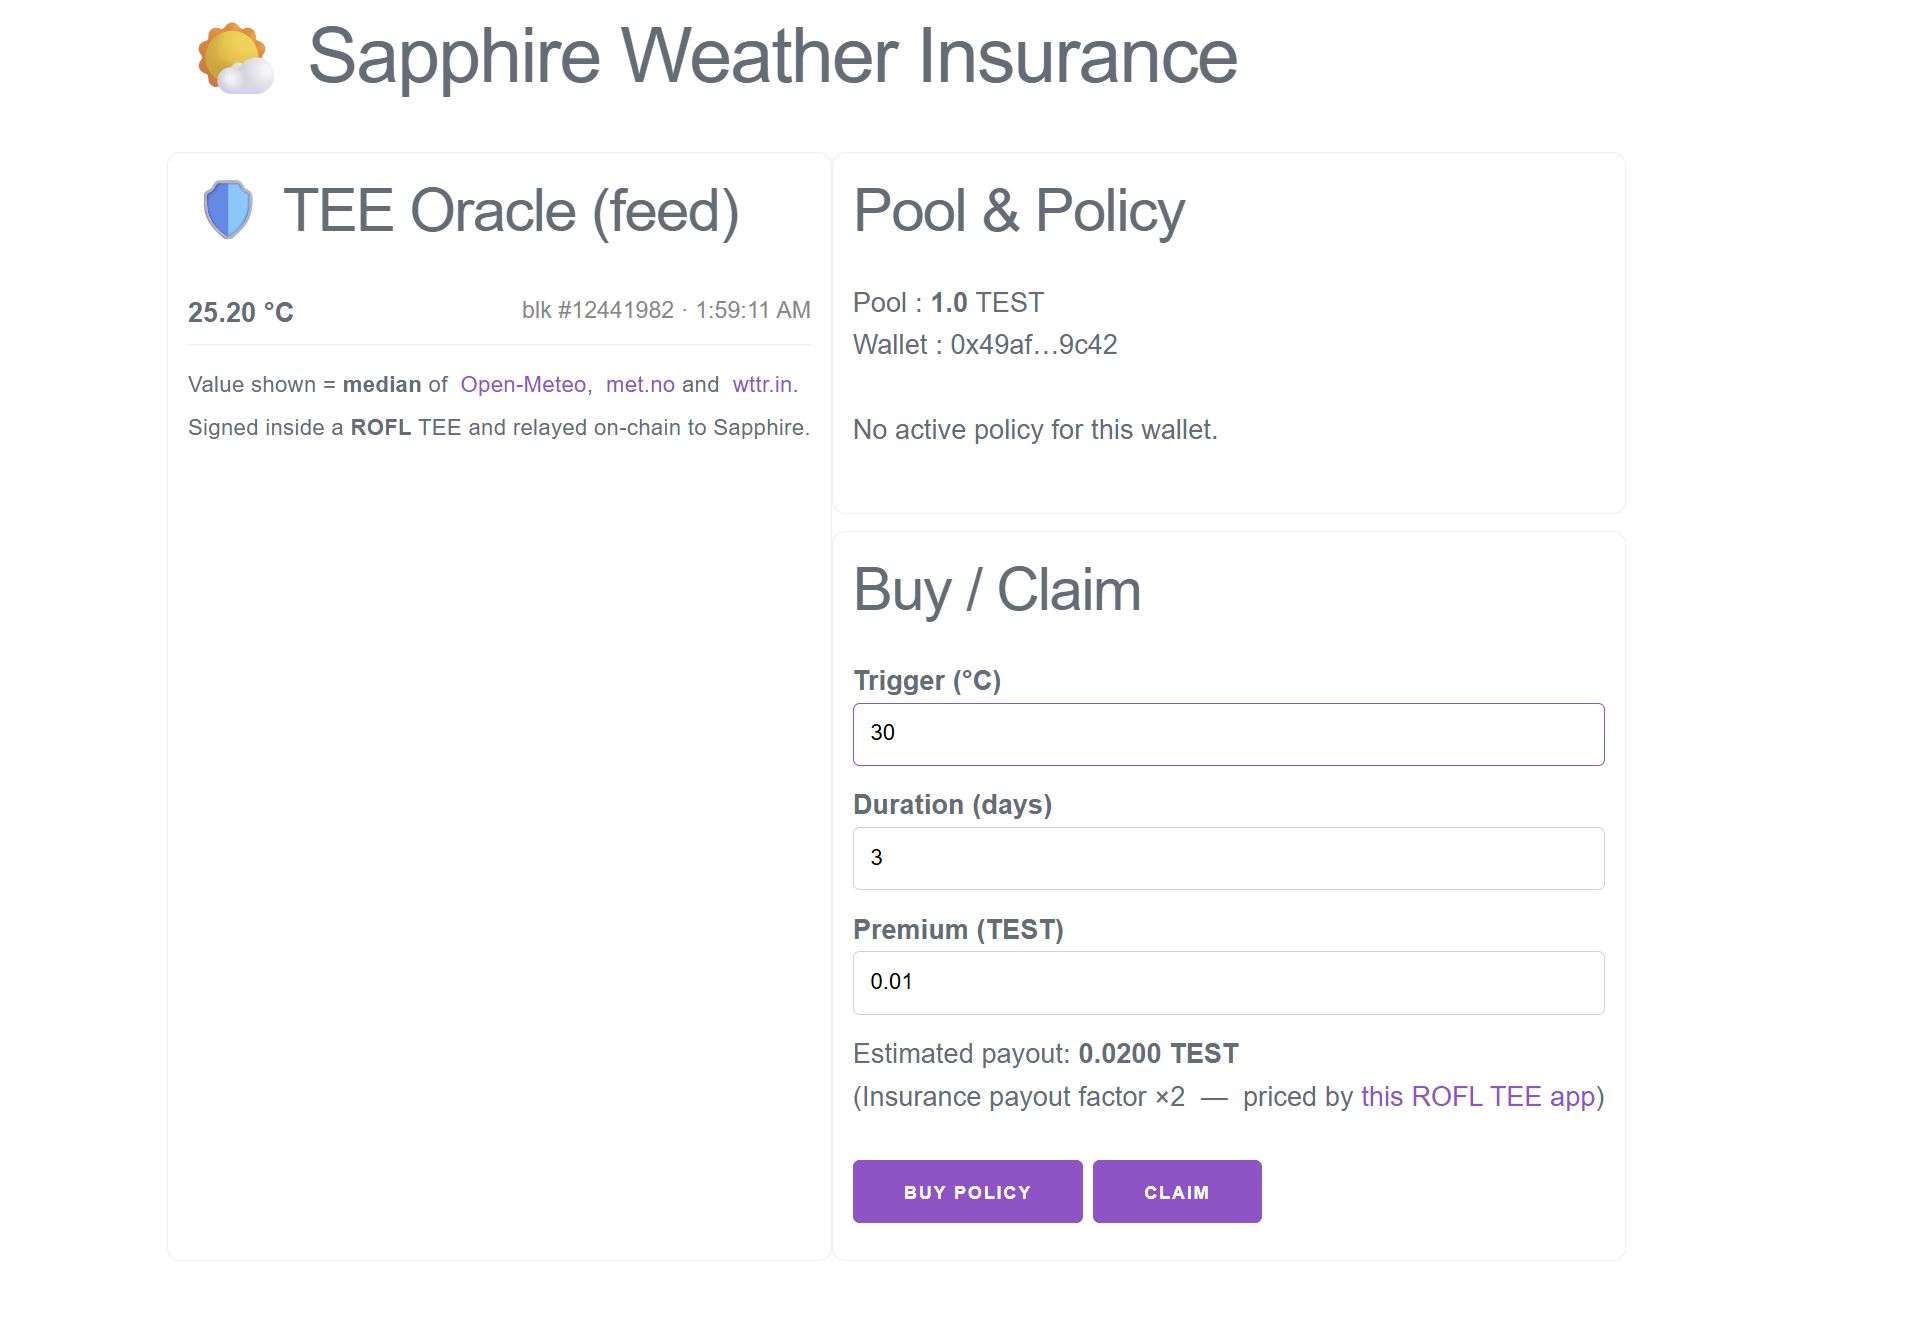 Sapphire Weather Insurance
TEE Oracle (feed)
25.20 °C
blk #12441982 · 1:59:11 AM
Value shown = median of Open-Meteo, met.no and wttr.in.
Signed inside a ROFL TEE and relayed on-chain to Sapphire.
Pool & Policy
Pool : 1.0 TEST
Wallet : 0x49af…9c42
No active policy for this wallet.
Buy / Claim
Trigger (°C)
30
Duration (days)
3
Premium (TEST)
0.01
Estimated payout: 0.0200 TEST
(Insurance payout factor ×2 — priced by this ROFL TEE app)
BUY POLICY
CLAIM